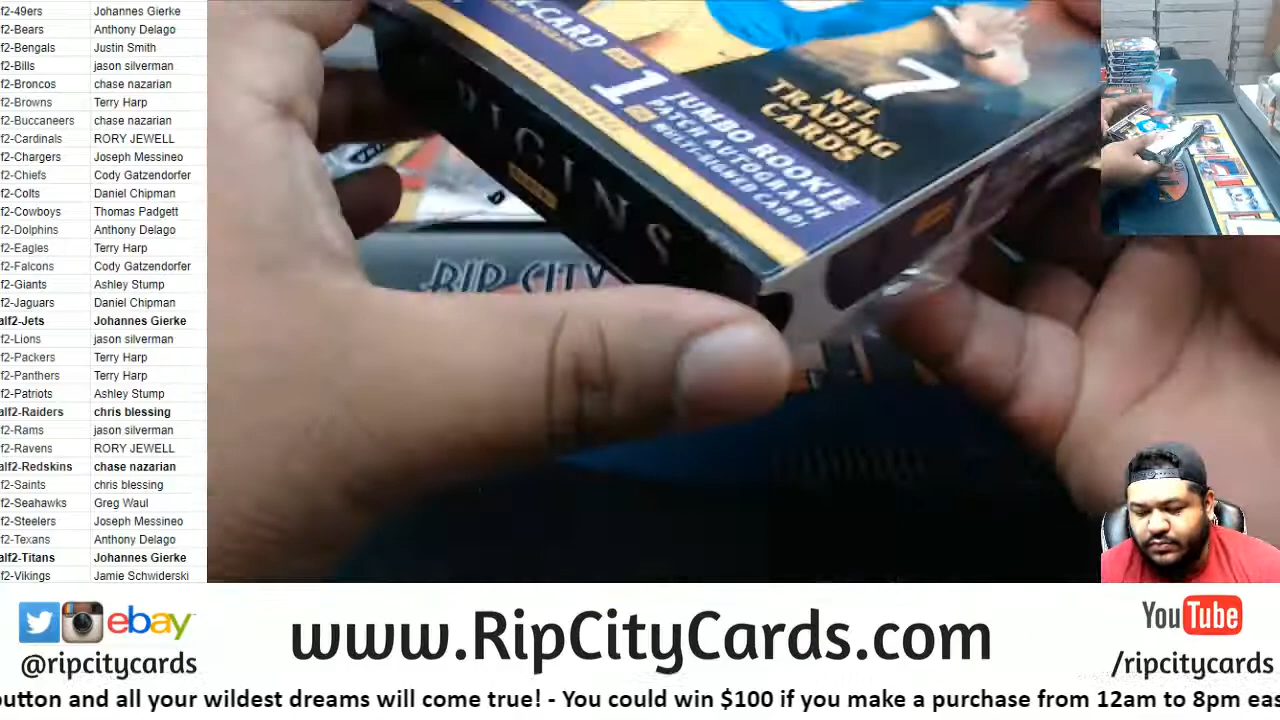 f2-49ers Johannes Gierke
f2-Bears Anthony Delago
f2-Bengals Justin Smith
f2-Bills jason silverman
f2-Broncos chase nazarian
f2-Browns Terry Harp
f2-Buccaneers chase nazarian
f2-Cardinals RORY JEWELL
f2-Chargers Joseph Messineo
f2-Chiefs Cody Gatzendorfer
f2-Colts Daniel Chipman
f2-Cowboys Thomas Padgett
f2-Dolphins Anthony Delago
f2-Eagles Terry Harp
f2-Falcons Cody Gatzendorfer
f2-Giants Ashley Stump
f2-Jaguars Daniel Chipman
alf2-Jets Johannes Gierke
f2-Lions jason silverman
f2-Packers Terry Harp
f2-Panthers Terry Harp
f2-Patriots Ashley Stump
alf2-Raiders chris blessing
f2-Rams jason silverman
f2-Ravens RORY JEWELL
alf2-Redskins chase nazarian
f2-Saints chris blessing
f2-Seahawks Greg Waul
f2-Steelers Joseph Messineo
f2-Texans Anthony Delago
alf2-Titans Johannes Gierke
f2-Vikings Jamie Schwiderski
-CARD
1 JUMBO ROOKIE
PATCH AUTOGRAPH
MULTI-SIGNED CARD!
7 NFL
TRADING
CARDS
ORIGINS
PANINI
RIP CITY
ebay
@ripcitycards
www.RipCityCards.com
YouTube
/ripcitycards
button and all your wildest dreams will come true! - You could win $100 if you make a purchase from 12am to 8pm eas